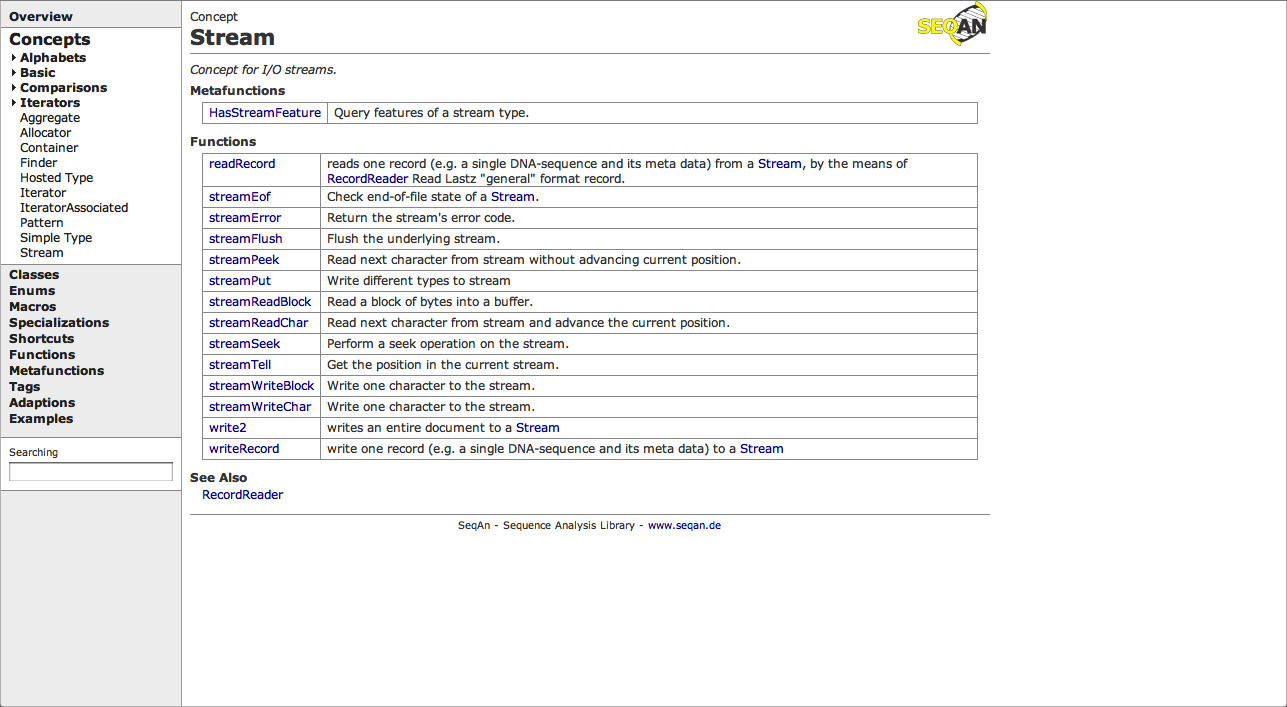 Overview
Concepts
Alphabets
Basic
Comparisons
Iterators
Aggregate
Allocator
Container
Finder
Hosted Type
Iterator
IteratorAssociated
Pattern
Simple Type
Stream
Classes
Enums
Macros
Specializations
Shortcuts
Functions
Metafunctions
Tags
Adaptions
Examples
Searching
Concept
Stream
SEQAN
Concept for I/O streams.
Metafunctions
HasStreamFeature Query features of a stream type.
Functions
readRecord reads one record (e.g. a single DNA-sequence and its meta data) from a Stream, by the means of
RecordReader Read Lastz "general" format record.
streamEof Check end-of-file state of a Stream.
streamError Return the stream's error code.
streamFlush Flush the underlying stream.
streamPeek Read next character from stream without advancing current position.
streamPut Write different types to stream
streamReadBlock Read a block of bytes into a buffer.
streamReadChar Read next character from stream and advance the current position.
streamSeek Perform a seek operation on the stream.
streamTell Get the position in the current stream.
streamWriteBlock Write one character to the stream.
streamWriteChar Write one character to the stream.
write2 writes an entire document to a Stream
writeRecord write one record (e.g. a single DNA-sequence and its meta data) to a Stream
See Also
RecordReader
SeqAn - Sequence Analysis Library - www.seqan.de